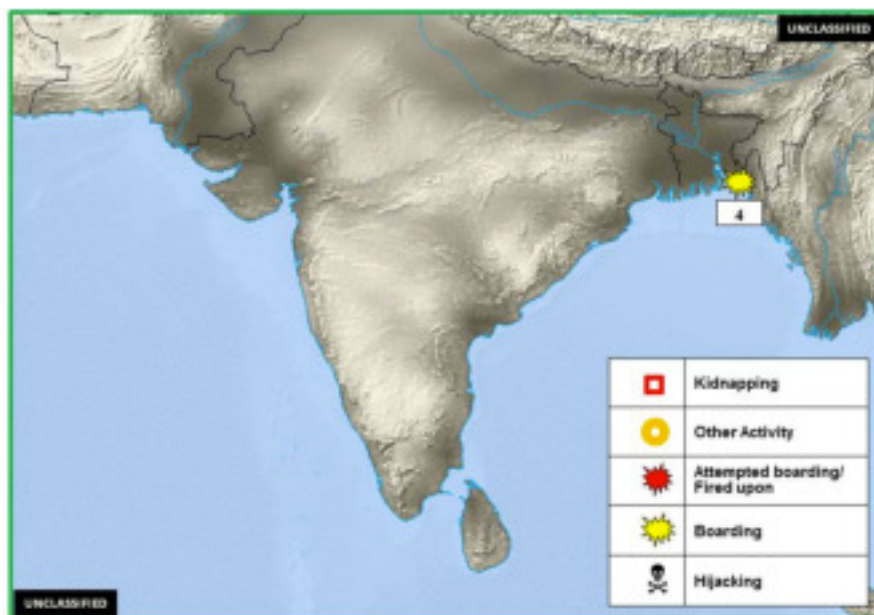 UNCLASSIFIED
4
Kidnapping
Other Activity
Attempted boarding/
Fired upon
Boarding
Hijacking
UNCLASSIFIED